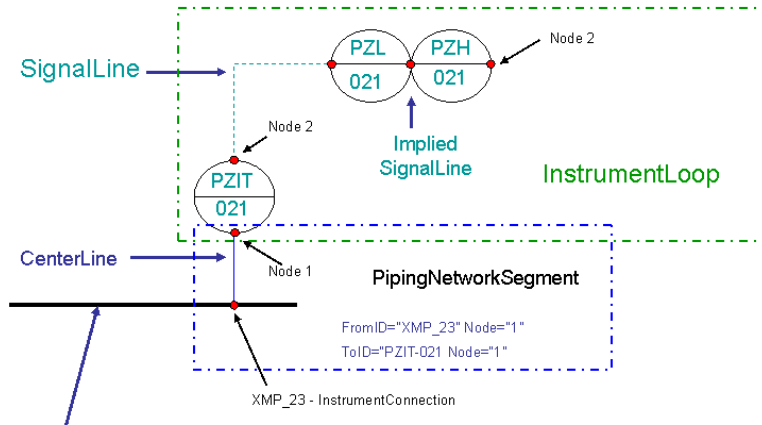 PZL
PZH
Node 2
SignalLine
021
021
Node 2
Implied
SignalLine
PZIT
InstrumentLoop
021
CenterLine
Node 1
PipingNetworkSegment
FromID="XMP_23" Node="1"
ToID="PZIT-021 Node="1"
XMP_23 - InstrumentConnection